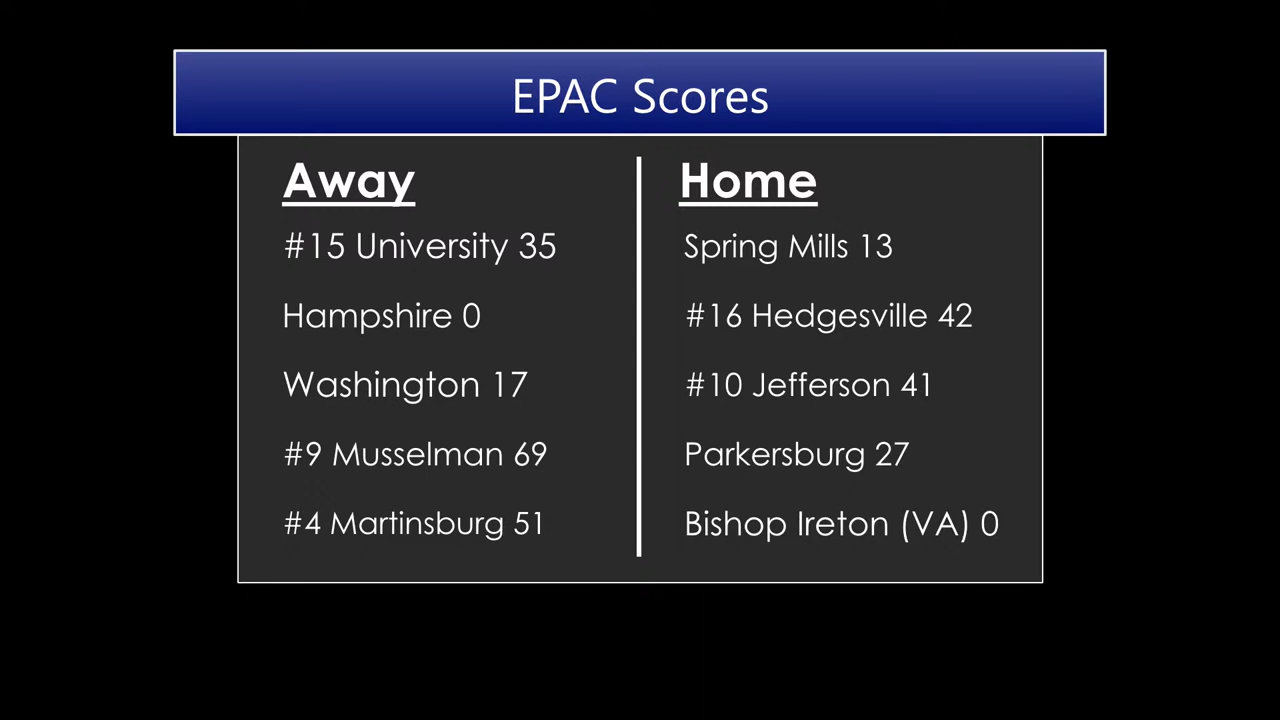 EPAC Scores
Away
Home
#15 University 35
Spring Mills 13
Hampshire 0
#16 Hedgesville 42
Washington 17
#10 Jefferson 41
#9 Musselman 69
Parkersburg 27
#4 Martinsburg 51
Bishop Ireton (VA) 0